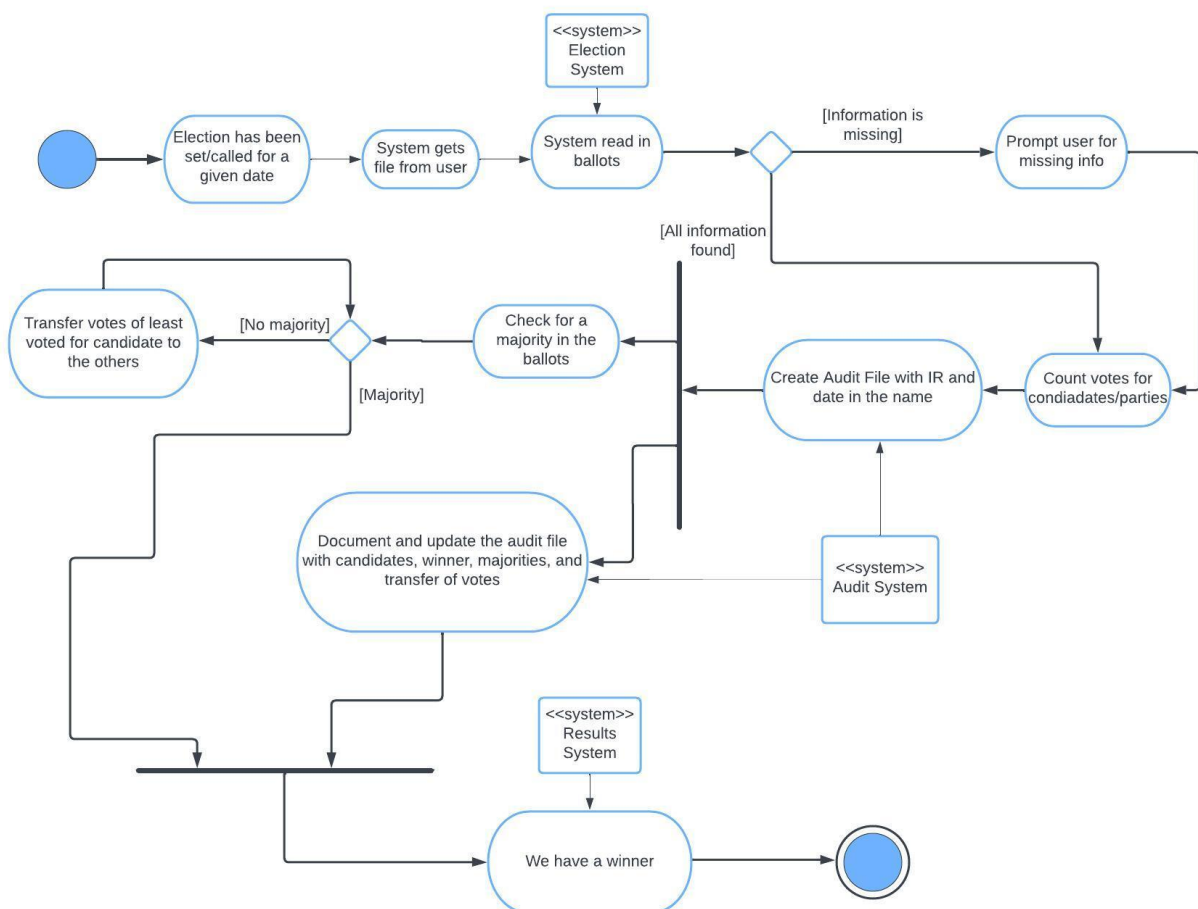 <<system>>
Election
System
Election has been
set/called for a
given date
System gets
file from user
System read in
ballots
[Information is
missing]
Prompt user for
missing info
[All information
found]
Transfer votes of least
voted for candidate to
the others
[No majority]
[Majority]
Check for a
majority in the
ballots
Create Audit File with IR and
date in the name
Count votes for
condiadates/parties
Document and update the audit file
with candidates, winner, majorities, and
transfer of votes
<<system>>
Audit System
<<system>>
Results
System
We have a winner